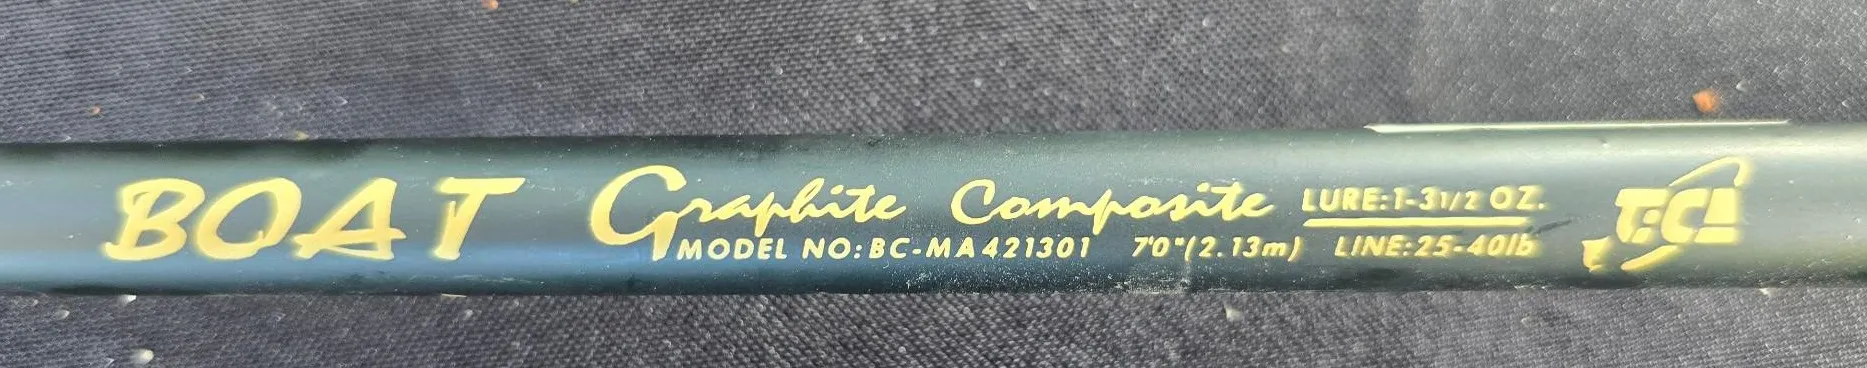 BOAT Graphite Composite
LURE:1-3 1/2 OZ.
MODEL NO:BC-MA421301 7'0"(2.13m) LINE:25-40lb